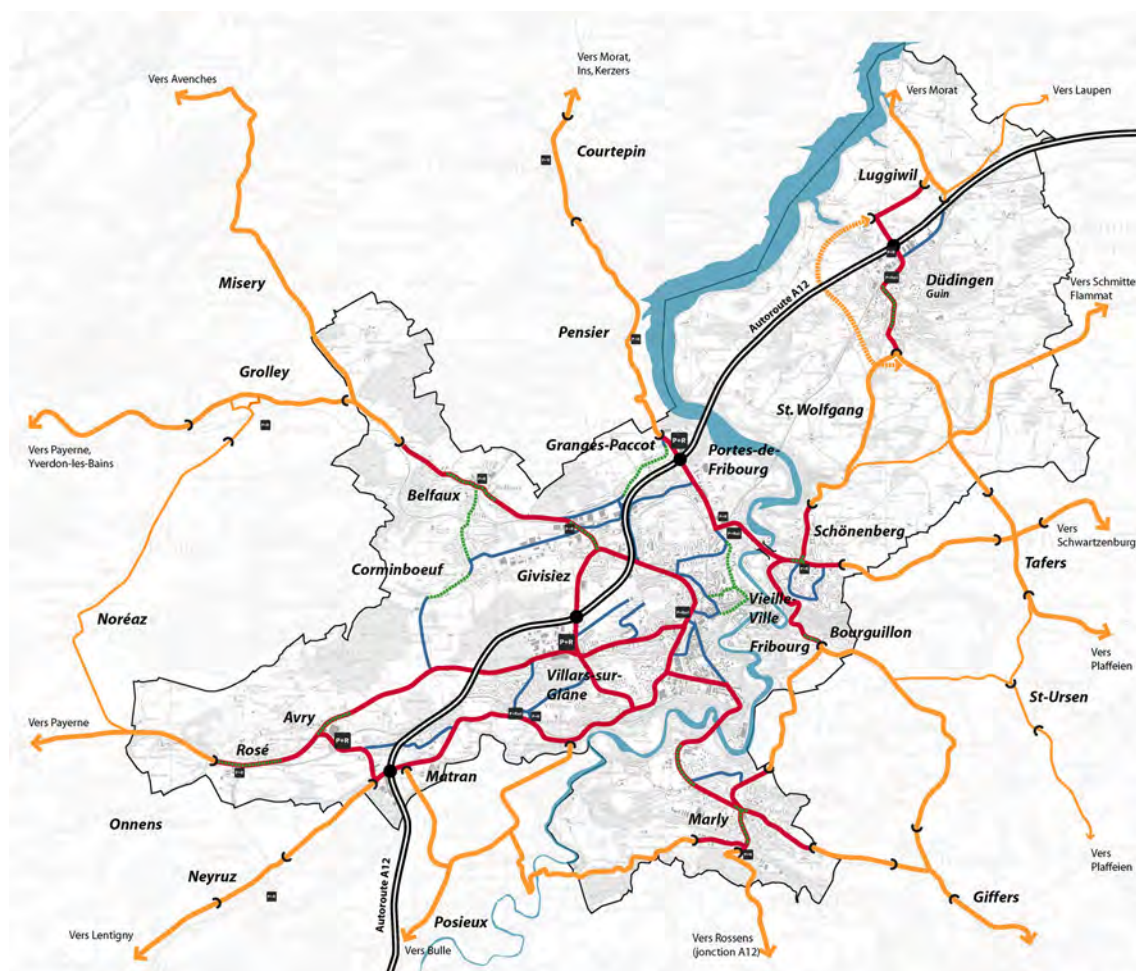 Vers Avenches
Vers Morat,
Ins, Kerzers
Vers Morat
Vers Laupen
Courtepin
Luggiwil
Misery
Düdingen
Guin
Vers Schmitte
Flammat
Autoroute A12
Pensier
Grolley
St. Wolfgang
Vers Payerne,
Yverdon-les-Bains
Granges-Paccot
P+R
Portes-de-
Fribourg
Belfaux
Schönenberg
Vers
Schwartzenburg
Tafers
Corminboeuf
Givisiez
Noréaz
Vieille-
Ville
Bourguillon
Fribourg
P+R
Vers
Plaffeien
Villars-sur-
Glane
St-Ursen
Vers Payerne
Avry
P+R
Rosé
Matran
Onnens
Marly
Neyruz
Vers
Plaffeien
Giffers
Autoroute A12
Posieux
Vers Lentigny
Vers Bulle
Vers Rossens
(jonction A12)